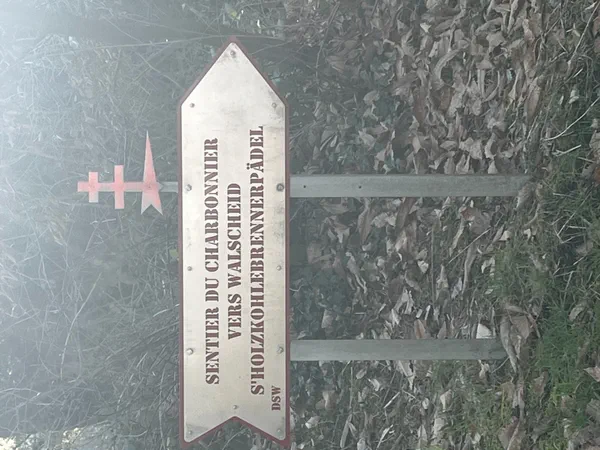 SENTIER DU CHARBONNIER
VERS WALSCHEID
S'HOLZKOHLEBRENNERPÄDEL
DSW